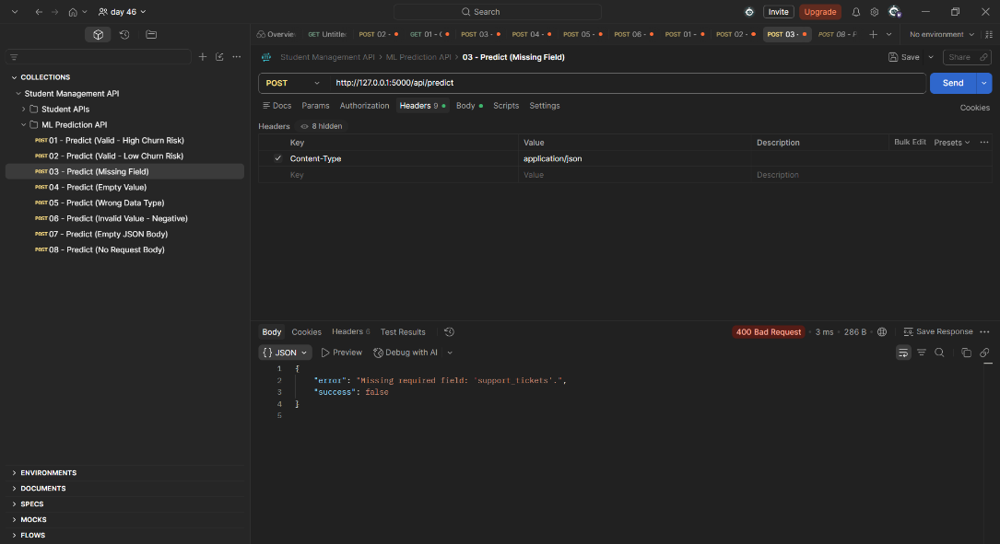 day 46
Search
Invite
Upgrade
Overvie
GET Untitle
POST 02 -
GET 01 - C
POST 03 -
POST 04 -
POST 05 -
POST 06 -
POST 01 -
POST 02 -
POST 03 -
POST 08 - F
No environment
COLLECTIONS
Student Management API
Student APIs
ML Prediction API
POST 01 - Predict (Valid - High Churn Risk)
POST 02 - Predict (Valid - Low Churn Risk)
POST 03 - Predict (Missing Field)
POST 04 - Predict (Empty Value)
POST 05 - Predict (Wrong Data Type)
POST 06 - Predict (Invalid Value - Negative)
POST 07 - Predict (Empty JSON Body)
POST 08 - Predict (No Request Body)
ENVIRONMENTS
DOCUMENTS
SPECS
MOCKS
FLOWS
HTTP Student Management API > ML Prediction API > 03 - Predict (Missing Field)
Save
Share
POST http://127.0.0.1:5000/api/predict
Send
Docs Params Authorization Headers 9 Body Scripts Settings
Cookies
Headers 8 hidden
Key Value Description Bulk Edit Presets
Content-Type application/json
Key Value Description
Body Cookies Headers 6 Test Results
400 Bad Request • 3 ms • 286 B
e.g. Save Response
{ } JSON Preview Debug with AI
1 {
2 "error": "Missing required field: 'support_tickets'.",
3 "success": false
4 }
5